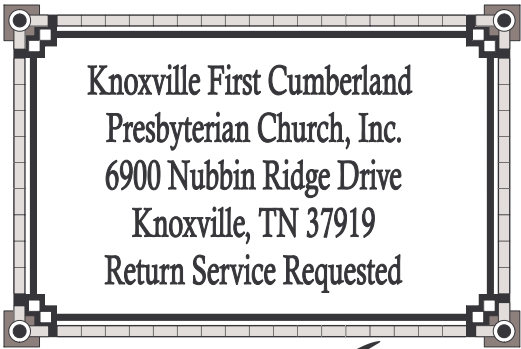 Knoxville First Cumberland
Presbyterian Church, Inc.
6900 Nubbin Ridge Drive
Knoxville, TN 37919
Return Service Requested